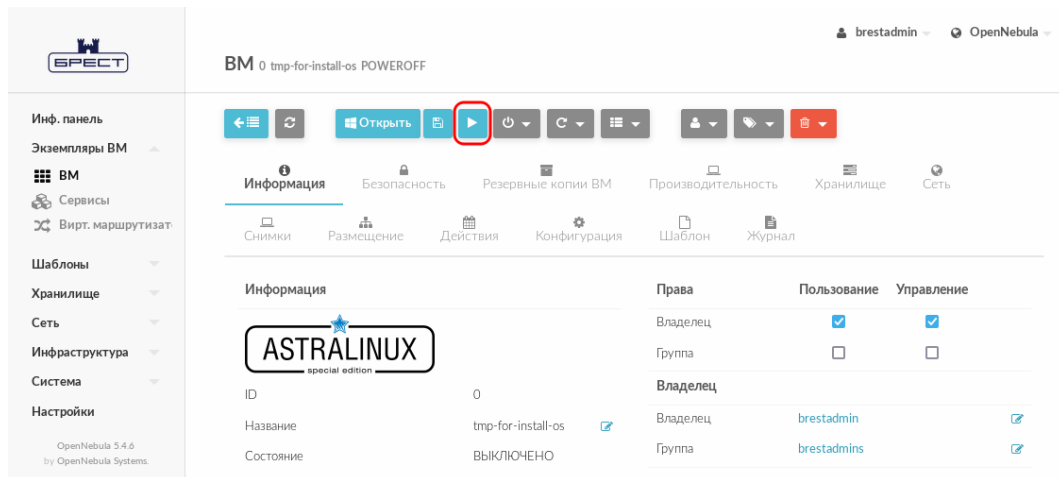 БРЕСТ
brestadmin
OpenNebula
ВМ 0 tmp-for-install-os POWEROFF
Инф. панель
Экземпляры ВМ
ВМ
Сервисы
Вирт. маршрутизат
Шаблоны
Хранилище
Сеть
Инфраструктура
Система
Настройки
OpenNebula 5.4.6
by OpenNebula Systems.
Открыть
Информация Безопасность Резервные копии ВМ Производительность Хранилище Сеть
Снимки Размещение Действия Конфигурация Шаблон Журнал
Информация
ASTRALINUX
special edition
ID 0
Название tmp-for-install-os
Состояние ВЫКЛЮЧЕНО
Права Пользование Управление
Владелец
Группа
Владелец
Владелец brestadmin
Группа brestadmins